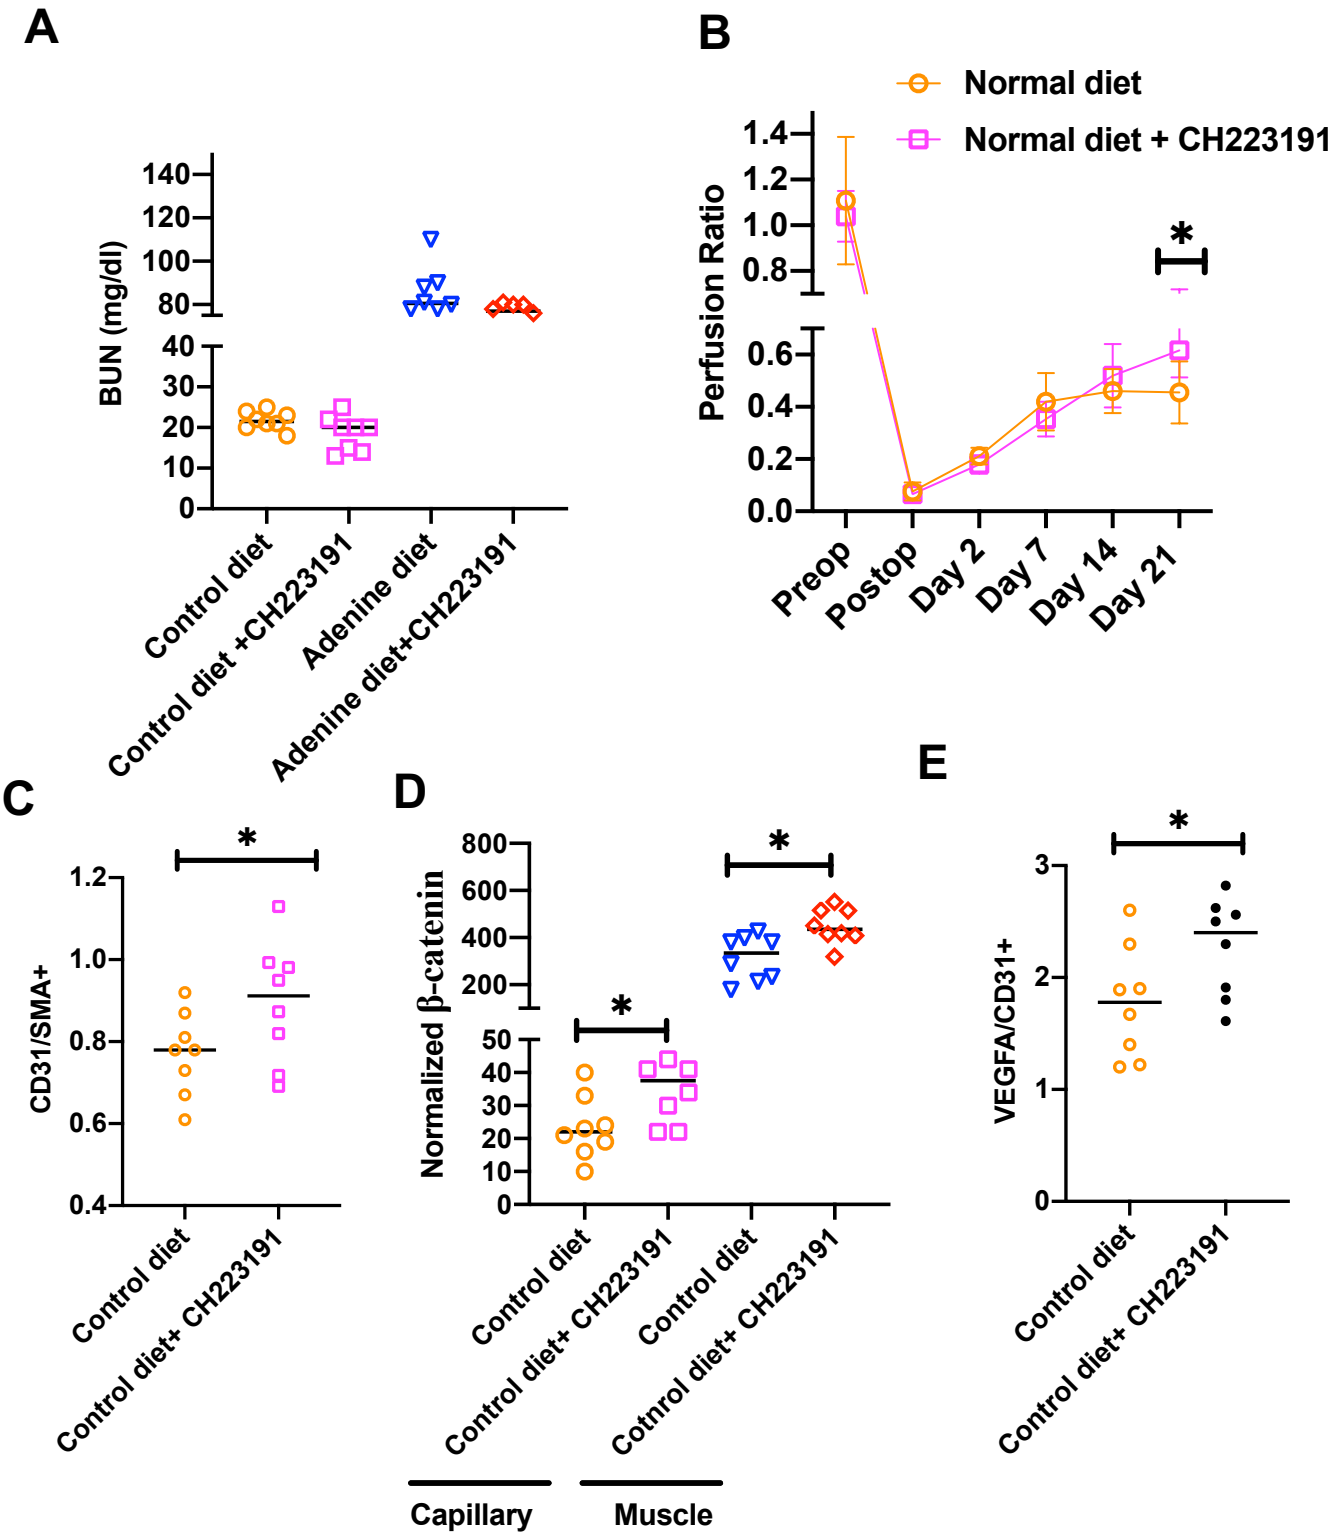 A
BUN (mg/dl)
140
120
100
80
40
30
20
10
0
Control diet
Control diet +CH223191
Adenine diet
Adenine diet+CH223191
B
Normal diet
Normal diet + CH223191
Perfusion Ratio
1.4
1.2
1.0
0.8
0.6
0.4
0.2
0.0
*
Preop
Postop
Day 2
Day 7
Day 14
Day 21
C
CD31/SMA+
1.2
1.0
0.8
0.6
0.4
*
Control diet
Control diet+ CH223191
D
Normalized β-catenin
800
600
400
200
50
40
30
20
10
0
*
*
Control diet
Control diet+ CH223191
Control diet
Cotnrol diet+ CH223191
Capillary
Muscle
E
VEGFA/CD31+
3
2
1
0
*
Control diet
Control diet+ CH223191